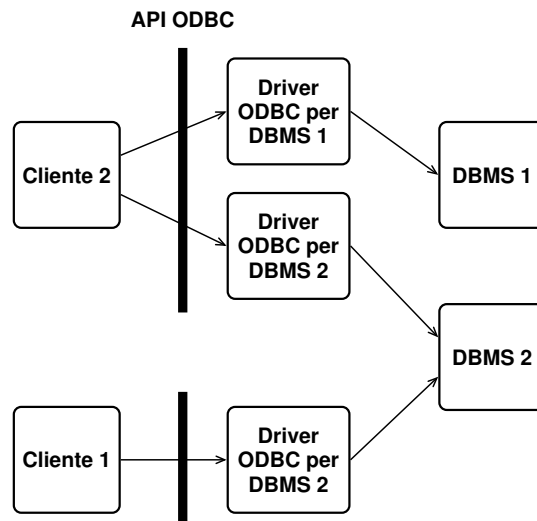 API ODBC
Driver
ODBC per
DBMS 1
Cliente 2
DBMS 1
Driver
ODBC per
DBMS 2
DBMS 2
Cliente 1
Driver
ODBC per
DBMS 2